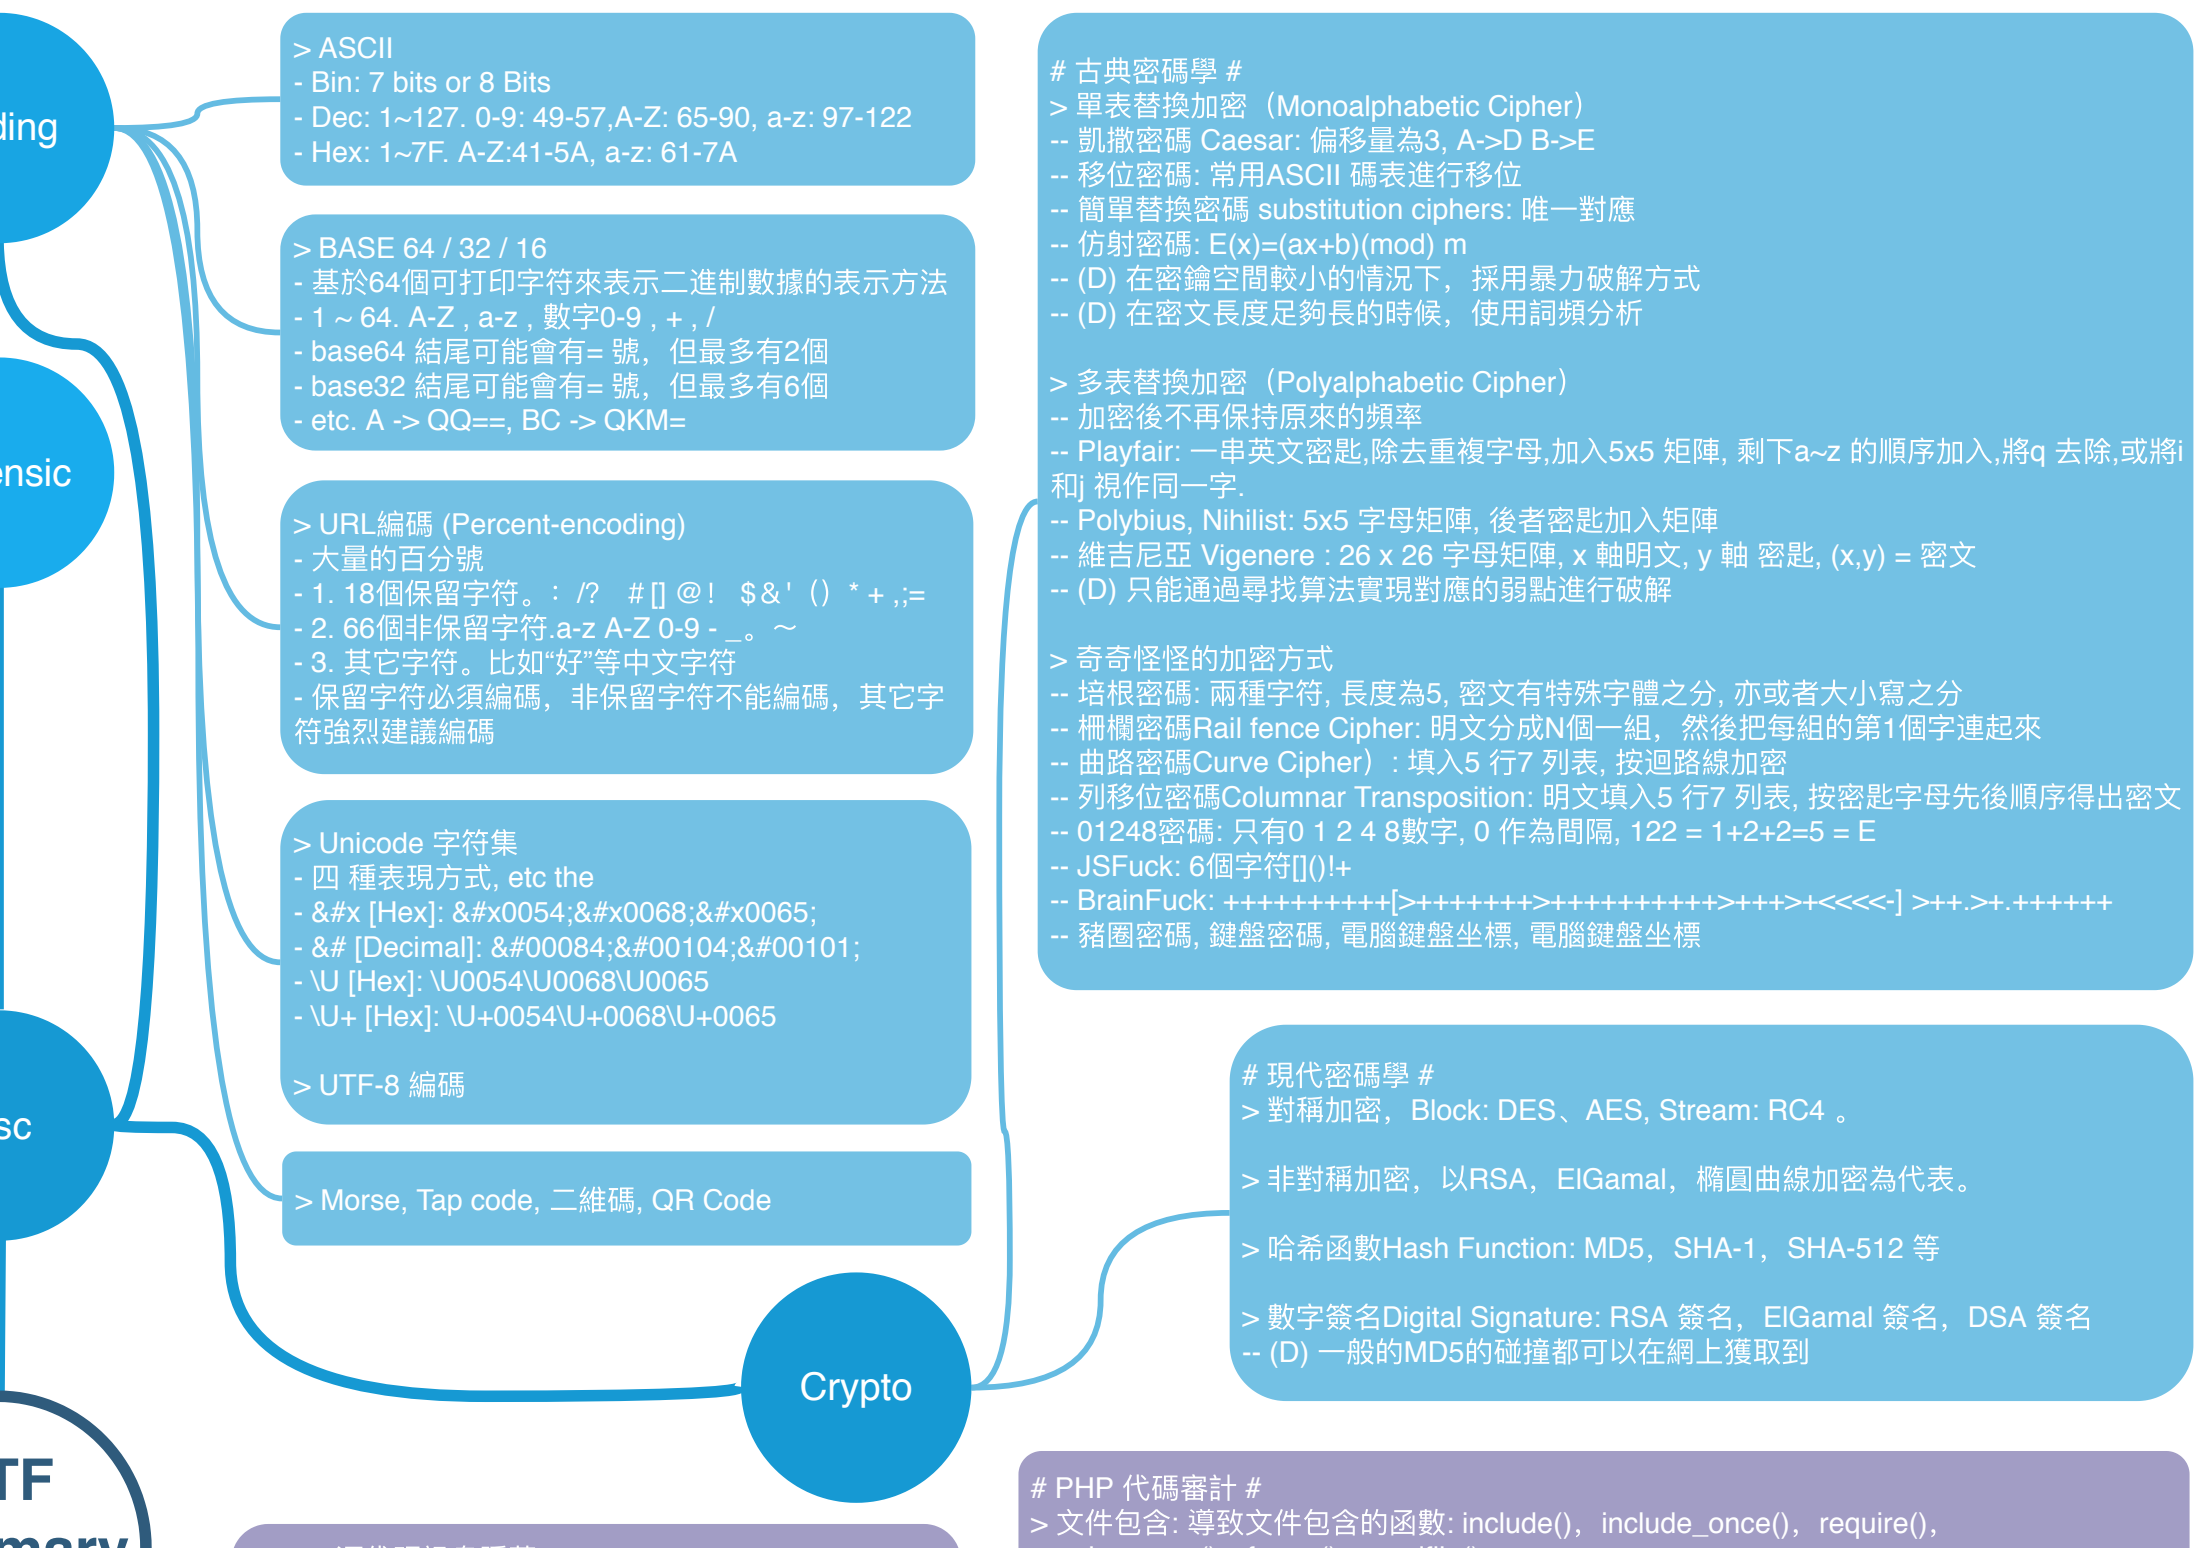 ding
ensic
sc
TF
mary
> ASCII
- Bin: 7 bits or 8 Bits
- Dec: 1~127. 0-9: 49-57,A-Z: 65-90, a-z: 97-122
- Hex: 1~7F. A-Z:41-5A, a-z: 61-7A
> BASE 64 / 32 / 16
- 基於64個可打印字符來表示二進制數據的表示方法
- 1 ~ 64. A-Z , a-z , 數字0-9 , + , /
- base64 結尾可能會有= 號，但最多有2個
- base32 結尾可能會有= 號，但最多有6個
- etc. A -> QQ==, BC -> QKM=
> URL編碼 (Percent-encoding)
- 大量的百分號
- 1. 18個保留字符。：/? # [] @！ $＆'（）* + ,;=
- 2. 66個非保留字符.a-z A-Z 0-9 - _。～
- 3. 其它字符。比如“好”等中文字符
- 保留字符必須編碼，非保留字符不能編碼，其它字
符強烈建議編碼
> Unicode 字符集
- 四 種表現方式, etc the
- &#x [Hex]: &#x0054;&#x0068;&#x0065;
- &# [Decimal]: &#00084;&#00104;&#00101;
- \U [Hex]: \U0054\U0068\U0065
- \U+ [Hex]: \U+0054\U+0068\U+0065
> UTF-8 編碼
> Morse, Tap code, 二維碼, QR Code
Crypto
# 古典密碼學 #
> 單表替換加密（Monoalphabetic Cipher）
-- 凱撒密碼 Caesar: 偏移量為3, A->D B->E
-- 移位密碼: 常用ASCII 碼表進行移位
-- 簡單替換密碼 substitution ciphers: 唯一對應
-- 仿射密碼: E(x)=(ax+b)(mod) m
-- (D) 在密鑰空間較小的情況下，採用暴力破解方式
-- (D) 在密文長度足夠長的時候，使用詞頻分析
> 多表替換加密（Polyalphabetic Cipher）
-- 加密後不再保持原來的頻率
-- Playfair: 一串英文密匙,除去重複字母,加入5x5 矩陣, 剩下a~z 的順序加入,將q 去除,或將i
和j 視作同一字.
-- Polybius, Nihilist: 5x5 字母矩陣, 後者密匙加入矩陣
-- 維吉尼亞 Vigenere : 26 x 26 字母矩陣, x 軸明文, y 軸 密匙, (x,y) = 密文
-- (D) 只能通過尋找算法實現對應的弱點進行破解
> 奇奇怪怪的加密方式
-- 培根密碼: 兩種字符, 長度為5, 密文有特殊字體之分, 亦或者大小寫之分
-- 柵欄密碼Rail fence Cipher: 明文分成N個一組，然後把每組的第1個字連起來
-- 曲路密碼Curve Cipher）: 填入5 行7 列表, 按迴路線加密
-- 列移位密碼Columnar Transposition: 明文填入5 行7 列表, 按密匙字母先後順序得出密文
-- 01248密碼: 只有0 1 2 4 8數字, 0 作為間隔, 122 = 1+2+2=5 = E
-- JSFuck: 6個字符[]()!+
-- BrainFuck: ++++++++++[>+++++++>++++++++++>+++>+<<<<-] >++.>+.++++++
-- 豬圈密碼, 鍵盤密碼, 電腦鍵盤坐標, 電腦鍵盤坐標
# 現代密碼學 #
> 對稱加密，Block: DES、AES, Stream: RC4 。
> 非對稱加密，以RSA，ElGamal，橢圓曲線加密為代表。
> 哈希函數Hash Function: MD5，SHA-1，SHA-512 等
> 數字簽名Digital Signature: RSA 簽名，ElGamal 簽名，DSA 簽名
-- (D) 一般的MD5的碰撞都可以在網上獲取到
# PHP 代碼審計 #
> 文件包含: 導致文件包含的函數: include()，include_once()，require()，